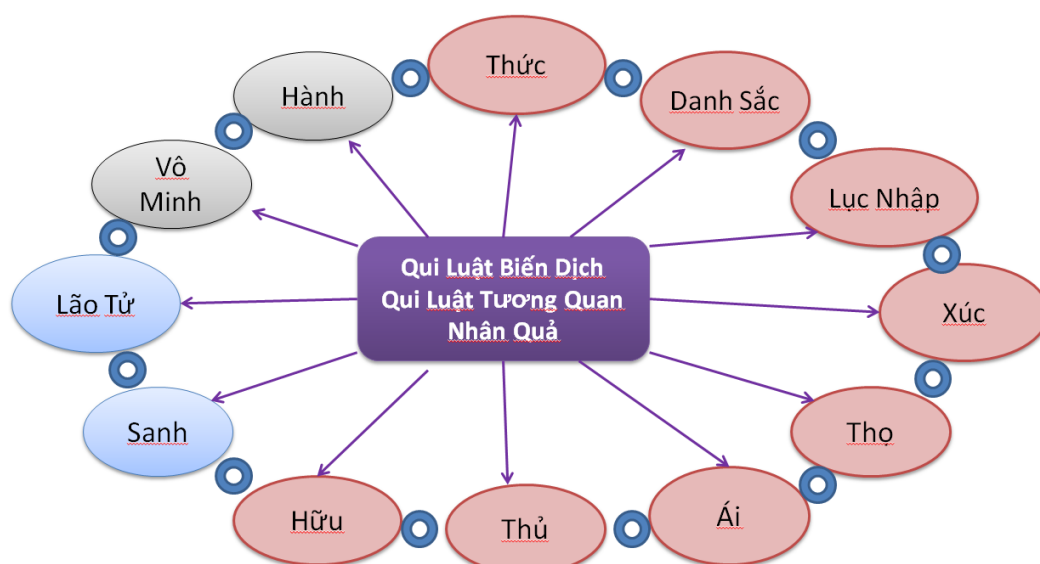 Thức
Hành
Danh Sắc
Vô
Minh
Lục Nhập
Qui Luật Biến Dịch
Qui Luật Tương Quan
Nhân Quả
Lão Tử
Xúc
Sanh
Thọ
Hữu
Thủ
Ái